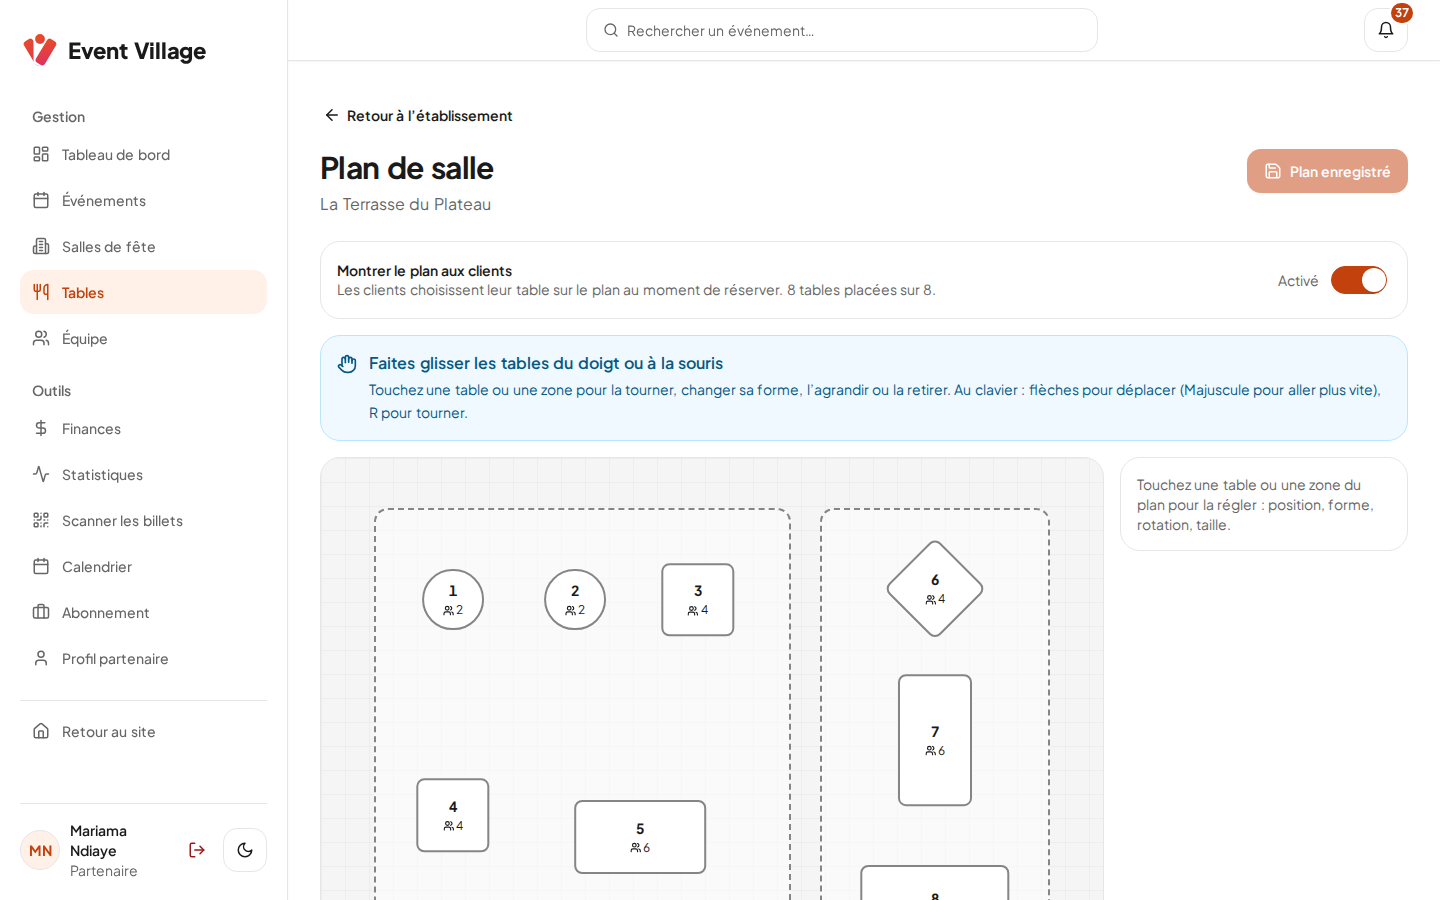 Event Village
Gestion
Tableau de bord
Événements
Salles de fête
Tables
Équipe
Outils
Finances
Statistiques
Scanner les billets
Calendrier
Abonnement
Profil partenaire
Retour au site
MN
Mariama
Ndiaye
Partenaire
Rechercher un événement…
37
Retour à l’établissement
Plan de salle
La Terrasse du Plateau
Plan enregistré
Montrer le plan aux clients
Les clients choisissent leur table sur le plan au moment de réserver. 8 tables placées sur 8.
Activé
Faites glisser les tables du doigt ou à la souris
Touchez une table ou une zone pour la tourner, changer sa forme, l’agrandir ou la retirer. Au clavier : flèches pour déplacer (Majuscule pour aller plus vite),
R pour tourner.
1
2
2
2
3
4
6
4
7
6
4
4
5
6
8
Touchez une table ou une zone du
plan pour la régler : position, forme,
rotation, taille.